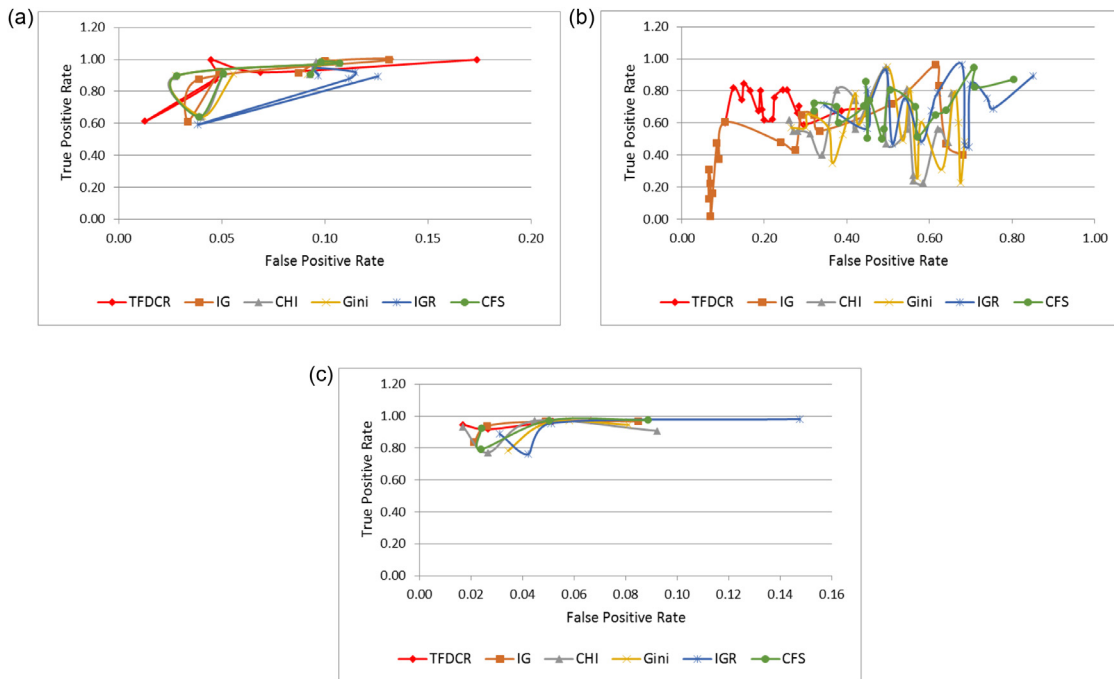 (a)
1.20
1.00
0.80
0.60
0.40
0.20
0.00
True Positive Rate
0.00 0.05 0.10 0.15 0.20
False Positive Rate
TFDCR IG CHI Gini IGR CFS
(b)
1.20
1.00
0.80
0.60
0.40
0.20
0.00
True Positive Rate
0.00 0.20 0.40 0.60 0.80 1.00
False Positive Rate
TFDCR IG CHI Gini IGR CFS
(c)
1.20
1.00
0.80
0.60
0.40
0.20
0.00
True Positive Rate
0.00 0.02 0.04 0.06 0.08 0.10 0.12 0.14 0.16
False Positive Rate
TFDCR IG CHI Gini IGR CFS